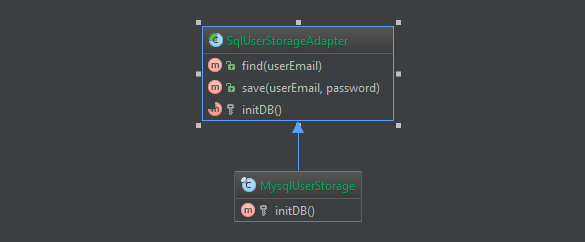 SqlUserStorageAdapter
find(userEmail)
save(userEmail, password)
initDB()
MysqlUserStorage
initDB()